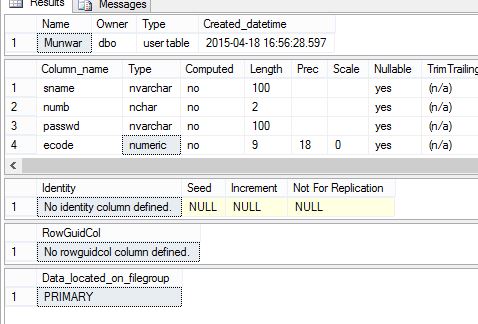 Results Messages
Name Owner Type Created_datetime
1 Munwar dbo user table 2015-04-18 16:56:28.597
Column_name Type Computed Length Prec Scale Nullable TrimTrailing
1 sname nvarchar no 100 yes (n/a)
2 numb nchar no 2 yes (n/a)
3 passwd nvarchar no 100 yes (n/a)
4 ecode numeric no 9 18 0 yes (n/a)
Identity Seed Increment Not For Replication
1 No identity column defined. NULL NULL NULL
RowGuidCol
1 No rowguidcol column defined.
Data_located_on_filegroup
1 PRIMARY